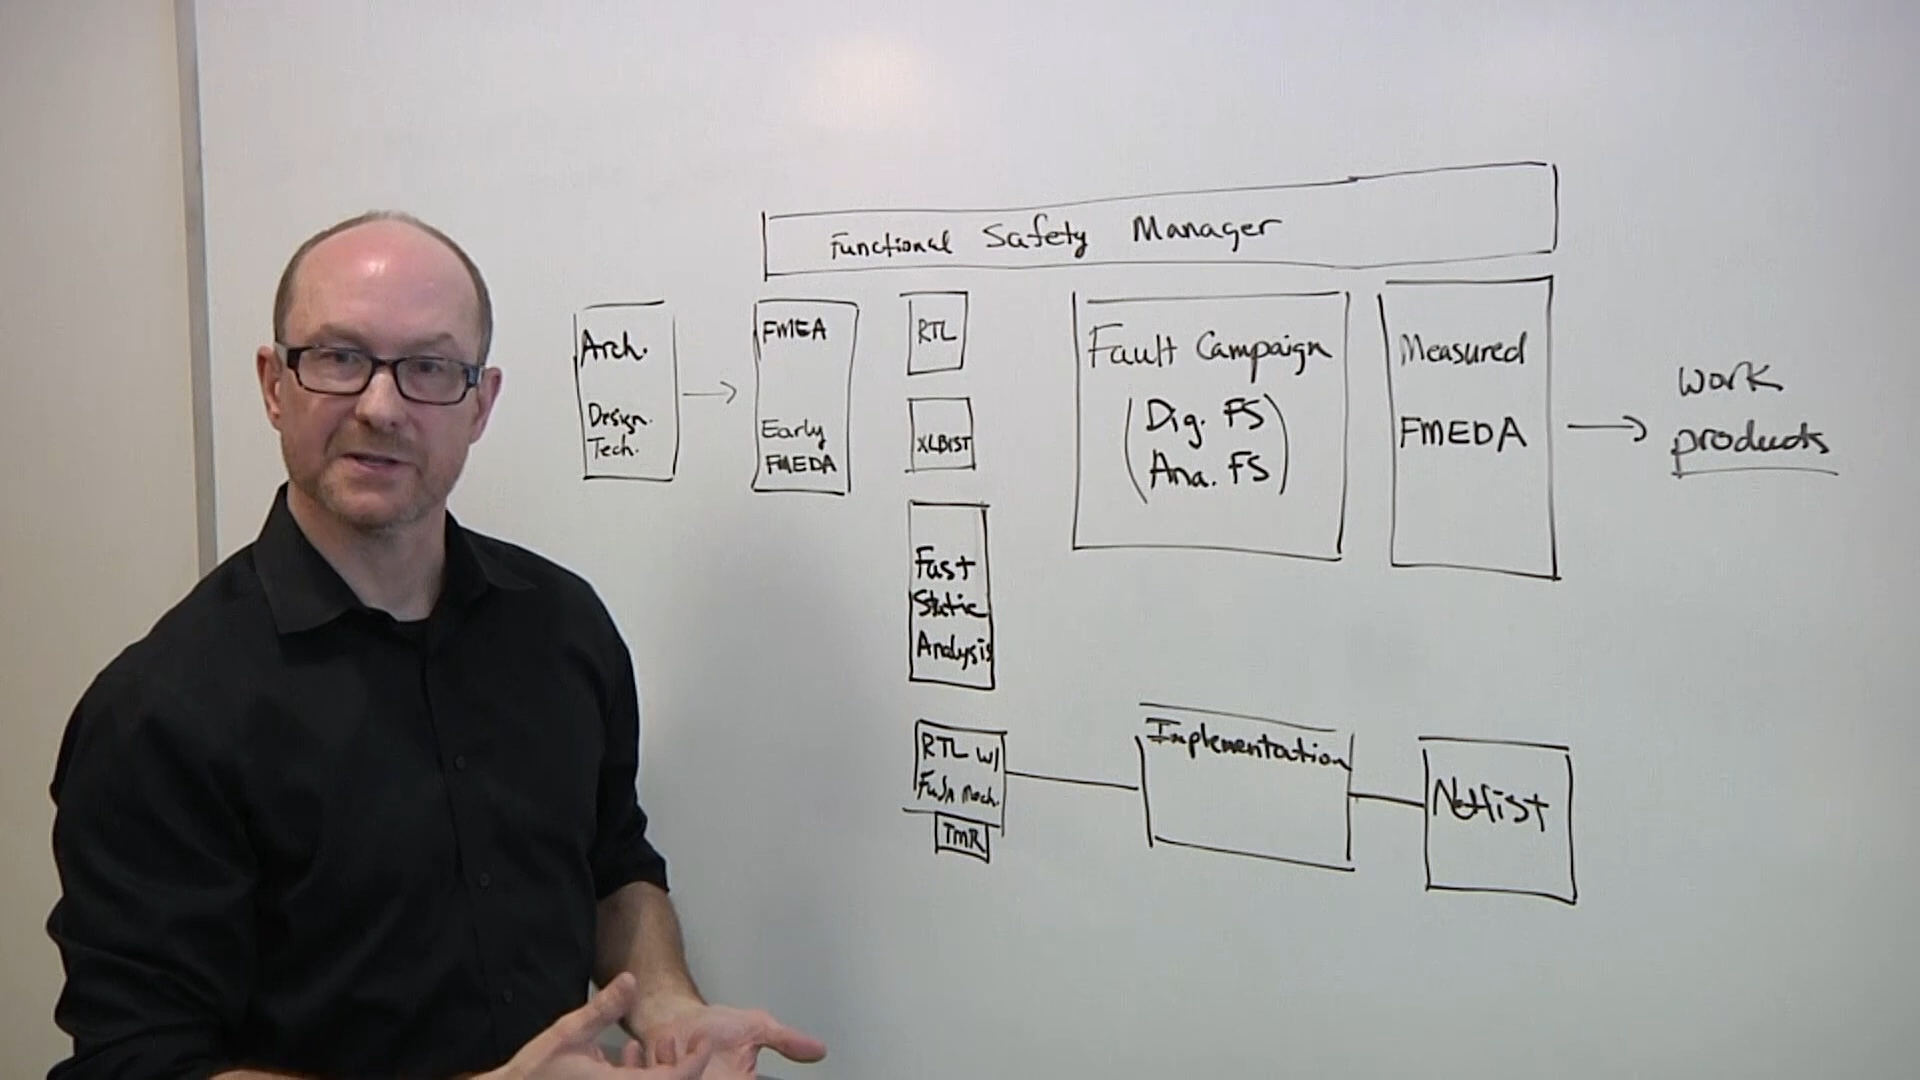 Functional Safety Manager
Arch.
Design.
Tech.
FMEA
Early
FMEDA
RTL
XLBIST
Fast
Static
Analysis
RTL w/
FuSa Mech.
TMR
Fault Campaign
(Dig. FS
Ana. FS)
Measured
FMEDA
work
products
Implementation
Netlist